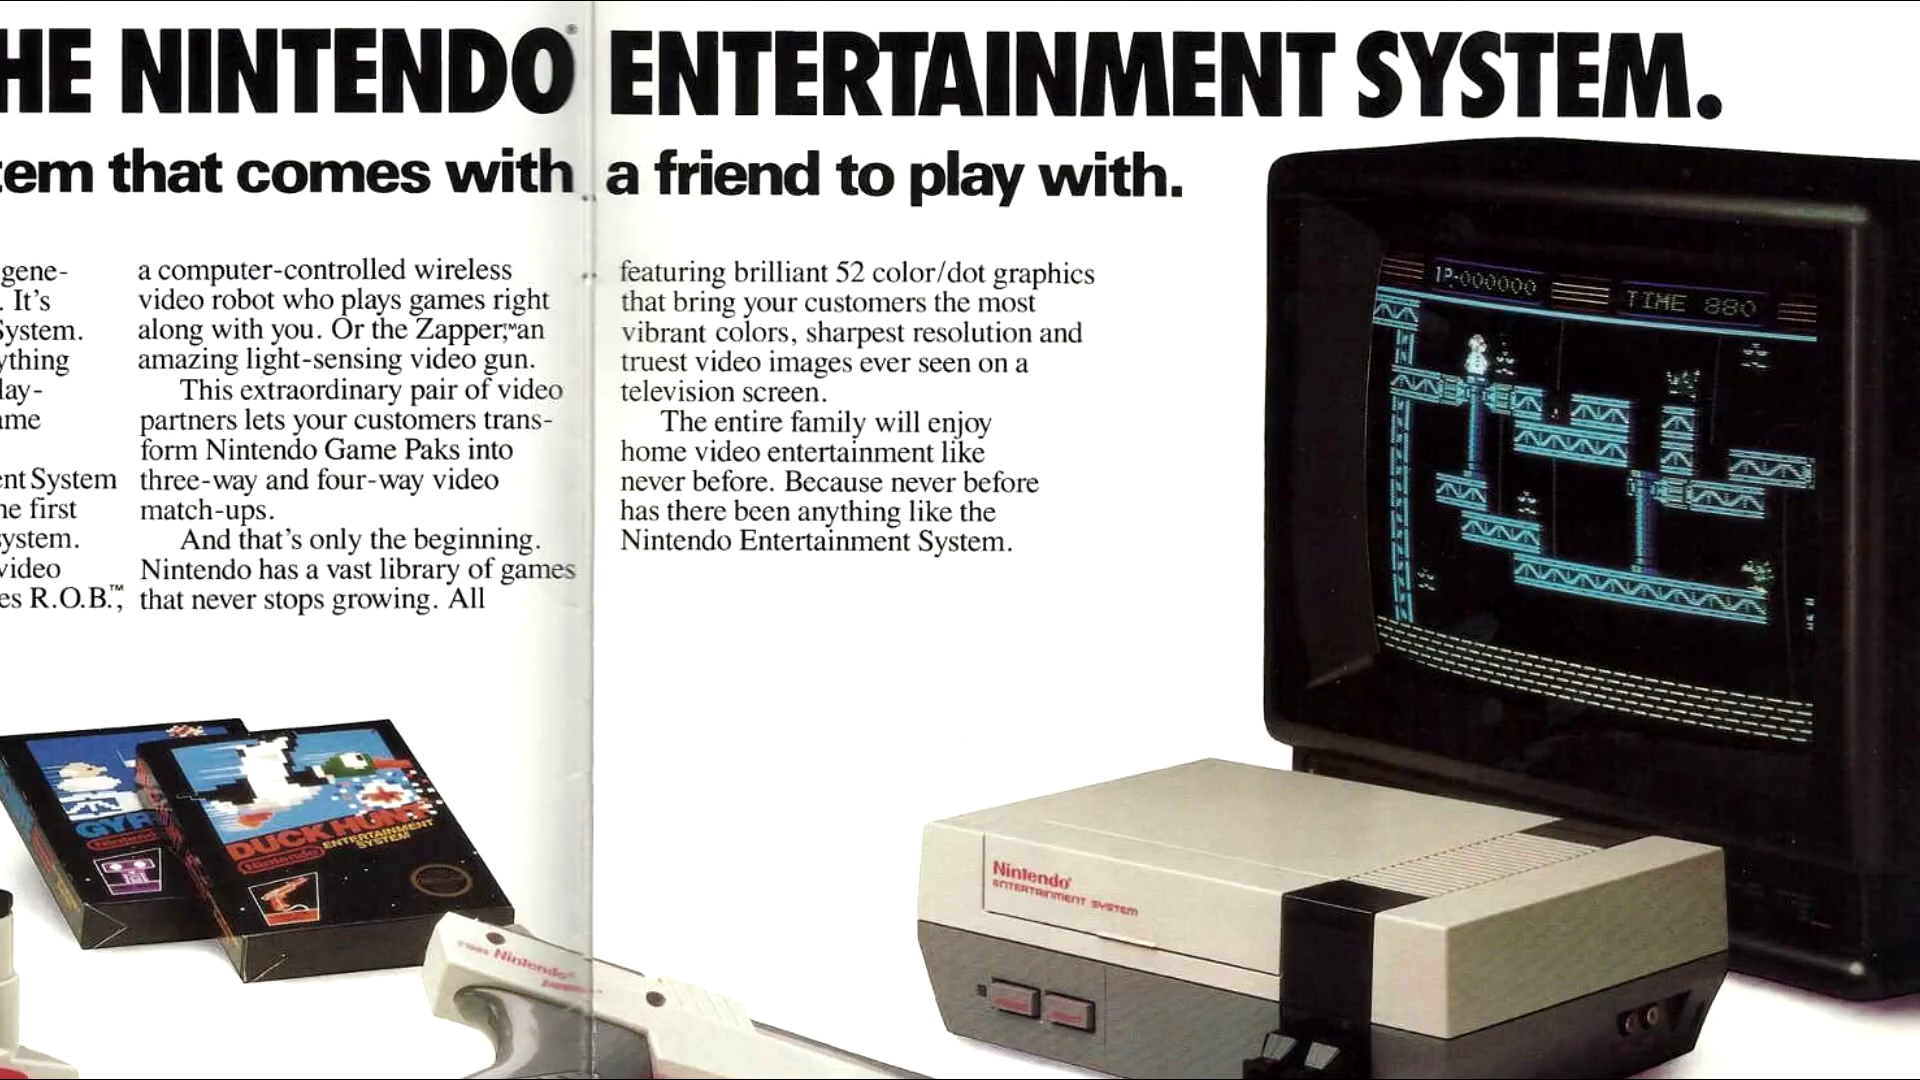 HE NINTENDO® ENTERTAINMENT SYSTEM.
tem that comes with a friend to play with.
gene-
. It's
System.
ything
lay-
ame
ent System
he first
system.
video
es R.O.B.™,
a computer-controlled wireless
video robot who plays games right
along with you. Or the Zapper,™ an
amazing light-sensing video gun.
This extraordinary pair of video
partners lets your customers trans-
form Nintendo Game Paks into
three-way and four-way video
match-ups.
And that's only the beginning.
Nintendo has a vast library of games
that never stops growing. All
featuring brilliant 52 color/dot graphics
that bring your customers the most
vibrant colors, sharpest resolution and
truest video images ever seen on a
television screen.
The entire family will enjoy
home video entertainment like
never before. Because never before
has there been anything like the
Nintendo Entertainment System.
1P-000000
TIME 880
GYR
Nintendo
DUCK HUNT
Nintendo ENTERTAINMENT
SYSTEM
Nintendo®
Zapper
Nintendo®
ENTERTAINMENT SYSTEM